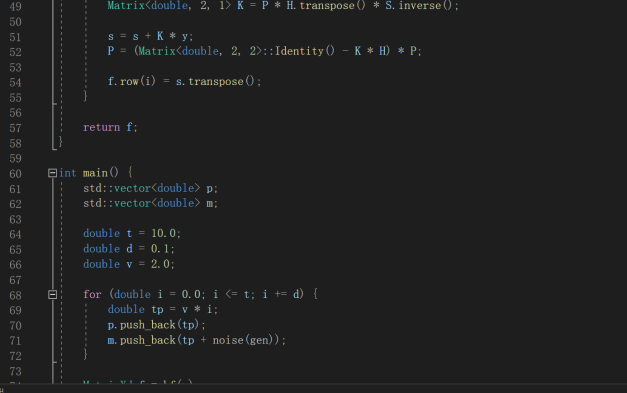 49 Matrix<double, 2, 1> K = P * H.transpose() * S.inverse();
50
51 s = s + K * y;
52 P = (Matrix<double, 2, 2>::Identity() - K * H) * P;
53
54 f.row(i) = s.transpose();
55 }
56
57 return f;
58 }
59
60 int main() {
61 std::vector<double> p;
62 std::vector<double> m;
63
64 double t = 10.0;
65 double d = 0.1;
66 double v = 2.0;
67
68 for (double i = 0.0; i <= t; i += d) {
69 double tp = v * i;
70 p.push_back(tp);
71 m.push_back(tp + noise(gen));
72 }
73